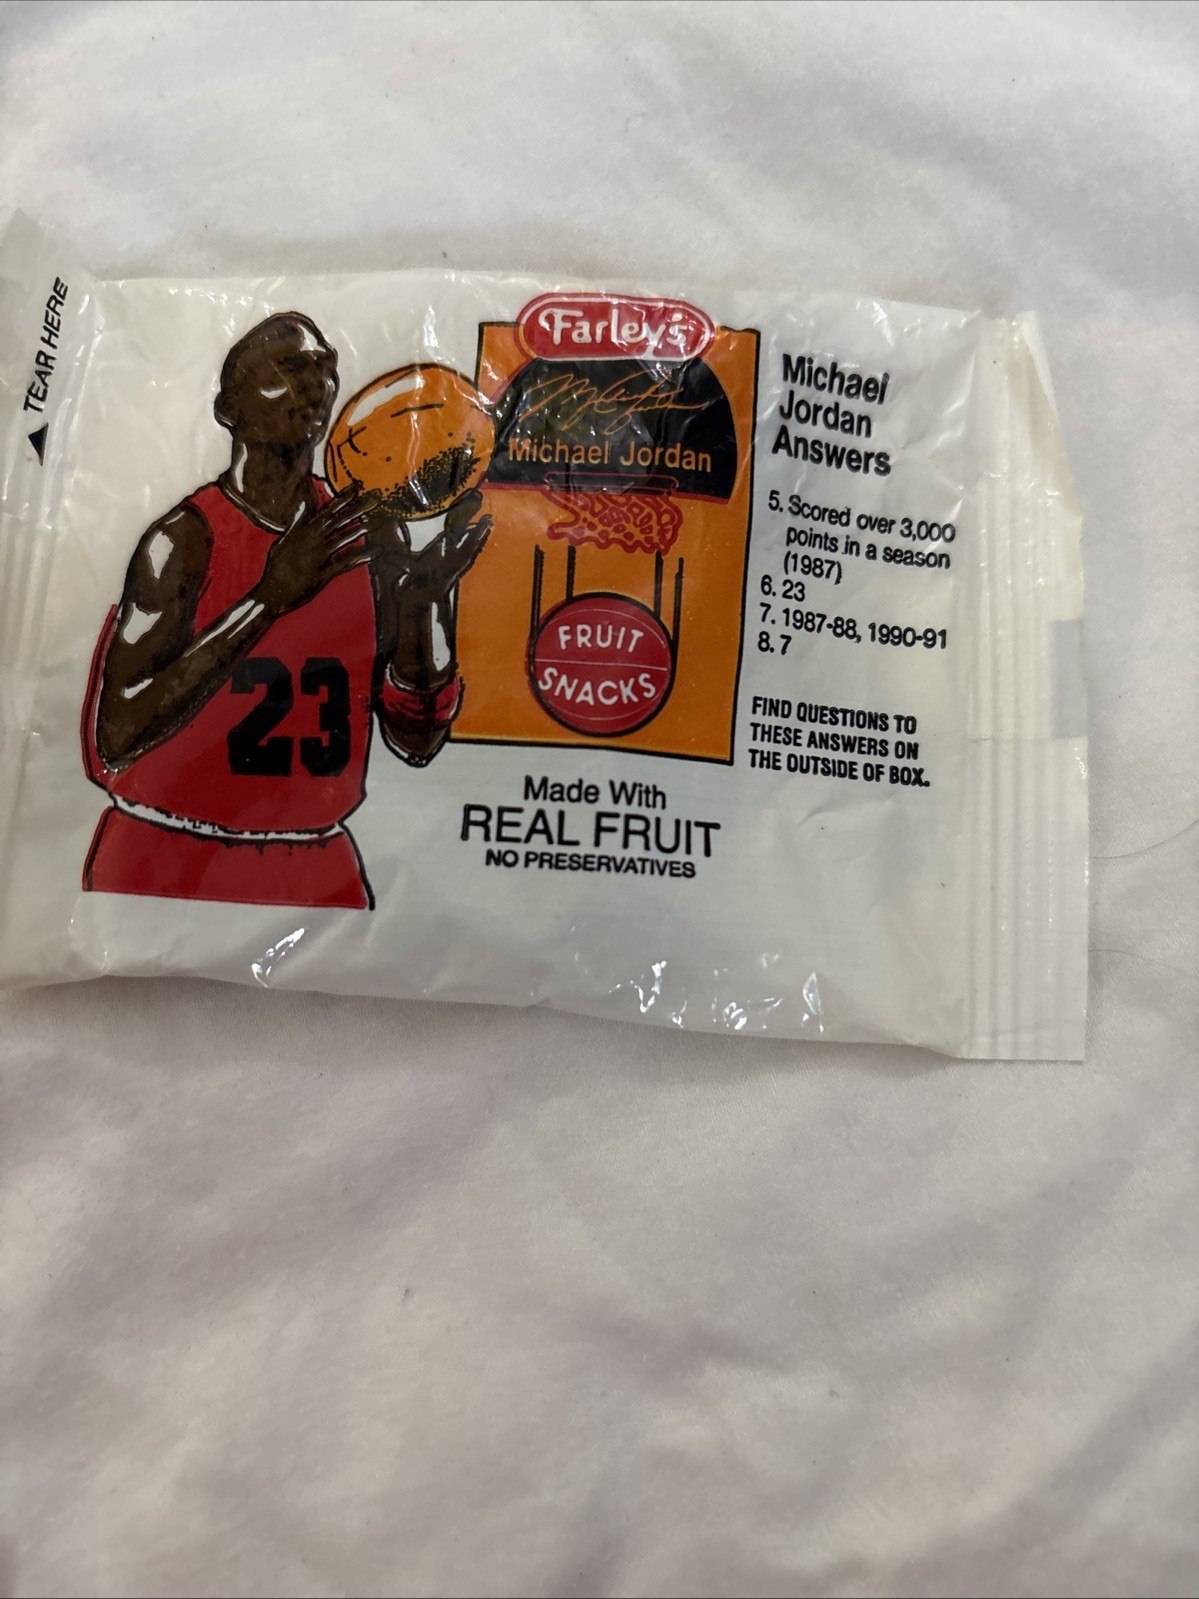 TEAR HERE
Farley's
Michael Jordan
FRUIT
SNACKS
23
Made With
REAL FRUIT
NO PRESERVATIVES
Michael
Jordan
Answers
5. Scored over 3,000
points in a season
(1987)
6. 23
7. 1987-88, 1990-91
8. 7
FIND QUESTIONS TO
THESE ANSWERS ON
THE OUTSIDE OF BOX.